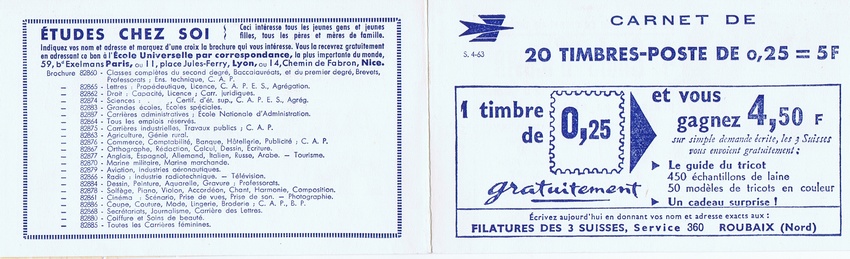 ÉTUDES CHEZ SOI
Ceci intéresse tous les jeunes gens et jeunes
filles, tous les pères et mères de famille.
Indiquez vos nom et adresse et marquez d'une croix la brochure qui vous intéresse. Vous la recevrez gratuitement
en adressant ce bon à l'École Universelle par correspondance, la plus importante du monde,
59, bd Exelmans Paris, ou 11, place Jules-Ferry, Lyon, ou 14, Chemin de Fabron, Nice.
Brochure 82860 - Classes complètes du second degré, Baccalauréats, et du premier degré, Brevets,
Professorats ; Ens. technique, C. A. P.
— 82865 - Lettres : Propédeutique, Licence, C. A. P. E. S., Agrégation.
— 82862 - Droit : Capacité, Licence ; Carr. juridiques.
— 82874 - Sciences : . , Certif. d'ét. sup., C. A. P. E. S., Agrég.
— 82883 - Grandes écoles, Écoles spéciales.
— 82887 - Carrières administratives ; École Nationale d'Administration.
— 82864 - Tous les emplois réservés.
— 82875 - Carrières industrielles, Travaux publics ; C. A. P.
— 82863 - Agriculture, Génie rural.
— 82876 - Commerce, Comptabilité, Banque, Hôtellerie, Publicité ; C. A. P.
— 82867 - Orthographe, Rédaction, Calcul, Dessin, Écriture.
— 82877 - Anglais, Espagnol, Allemand, Italien, Russe, Arabe. — Tourisme.
— 82870 - Marine militaire, Marine marchande.
— 82879 - Aviation, industries aéronautiques.
— 82866 - Radio : industrie radiotechnique. — Télévision.
— 82884 - Dessin, Peinture, Aquarelle, Gravure ; Professorats.
— 82878 - Solfège, Piano, Violon, Accordéon, Chant, Harmonie, Composition.
— 82861 - Cinéma : Scénario, Prise de vues, Prise de son. — Photographie.
— 82886 - Coupe, Couture, Mode, Lingerie, Broderie ; C. A. P., B. P.
— 82868 - Secrétariats, Journalisme, Carrière des Lettres.
— 82880 - Coiffure et Soins de beauté.
— 82885 - Toutes les Carrières féminines.
S. 4-63
CARNET DE
20 TIMBRES-POSTE DE 0,25 = 5F
1 timbre
de
0,25
gratuitement
et vous
gagnez 4,50 F
sur simple demande écrite, les 3 Suisses
vous envoient gratuitement :
Le guide du tricot
450 échantillons de laine
50 modèles de tricots en couleur
Un cadeau surprise !
Écrivez aujourd'hui en donnant vos nom et adresse exacts aux :
FILATURES DES 3 SUISSES, Service 360 ROUBAIX (Nord)